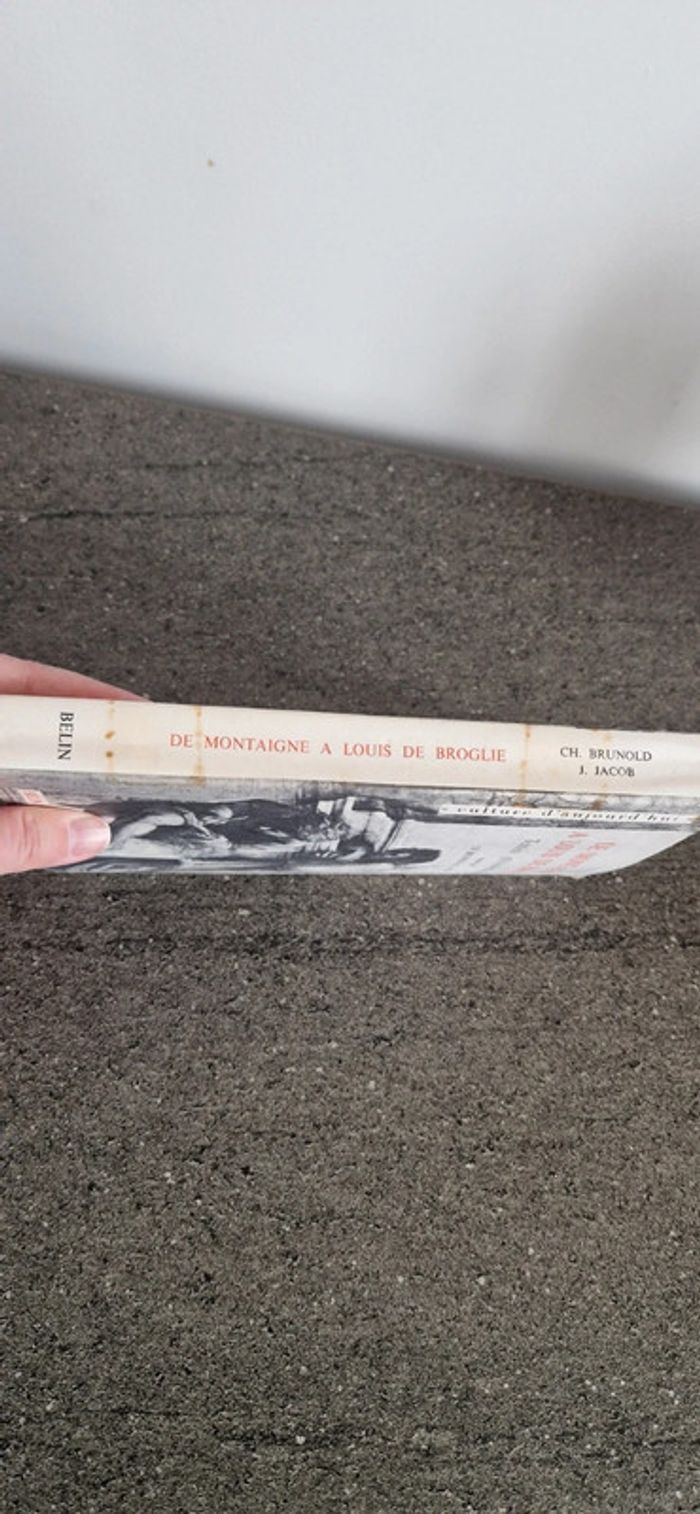 BELIN
DE MONTAIGNE A LOUIS DE BROGLIE
CH. BRUNOLD
J. JACOB
culture d'aujourd'hui